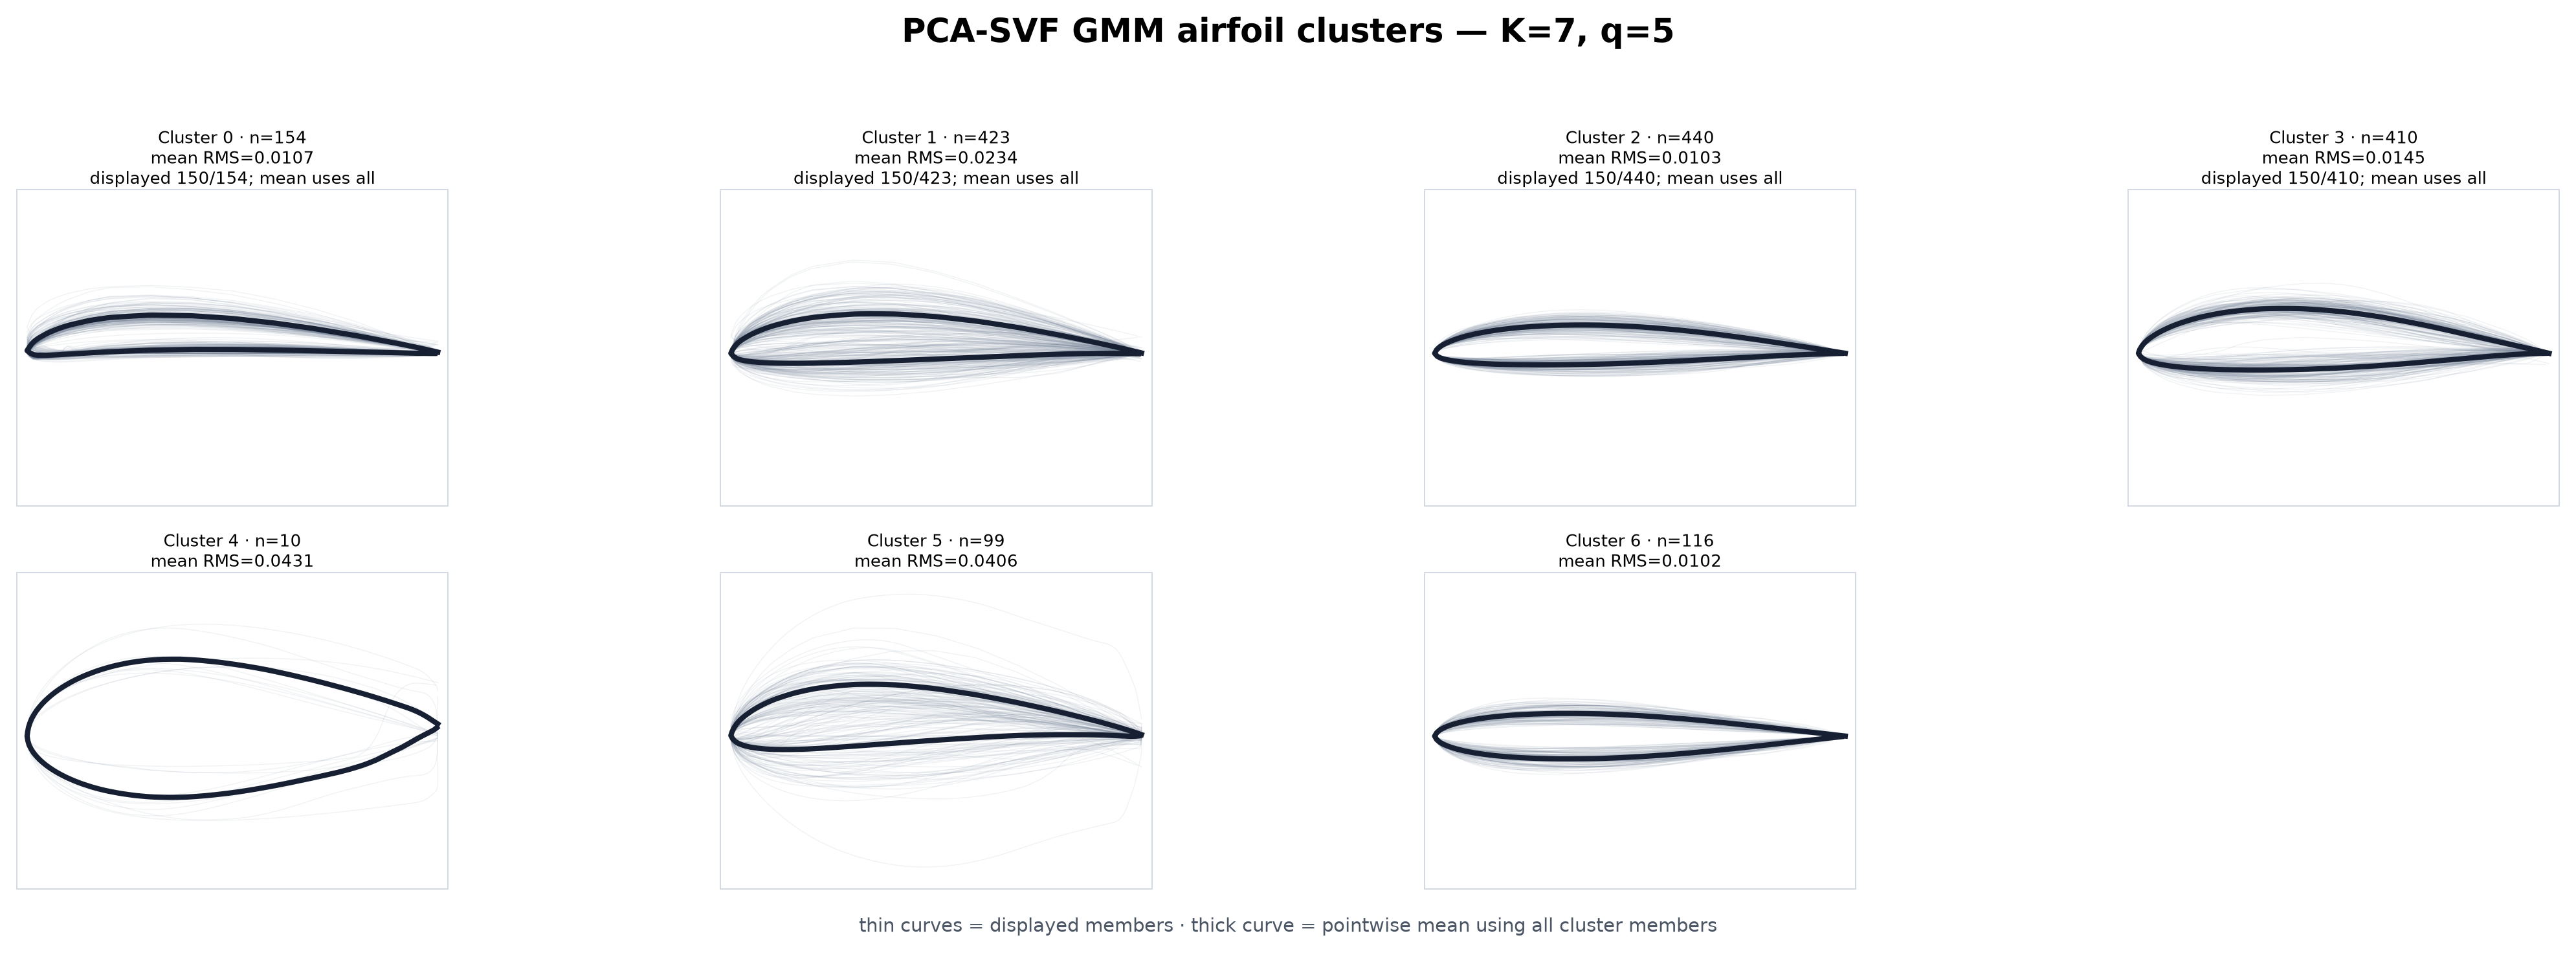 PCA-SVF GMM airfoil clusters — K=7, q=5
Cluster 0 · n=154
mean RMS=0.0107
displayed 150/154; mean uses all
Cluster 1 · n=423
mean RMS=0.0234
displayed 150/423; mean uses all
Cluster 2 · n=440
mean RMS=0.0103
displayed 150/440; mean uses all
Cluster 3 · n=410
mean RMS=0.0145
displayed 150/410; mean uses all
Cluster 4 · n=10
mean RMS=0.0431
Cluster 5 · n=99
mean RMS=0.0406
Cluster 6 · n=116
mean RMS=0.0102
thin curves = displayed members · thick curve = pointwise mean using all cluster members